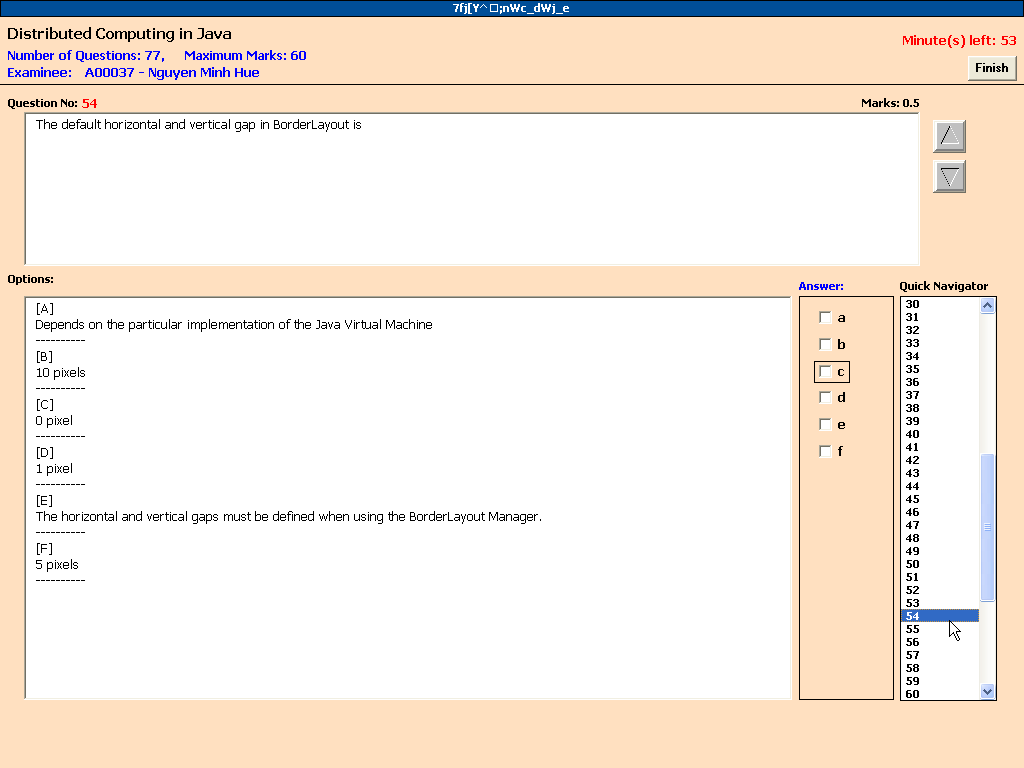 7fj[Y^ □;nWc_dWj_e
Distributed Computing in Java
Number of Questions: 77, Maximum Marks: 60
Examinee: A00037 - Nguyen Minh Hue
Minute(s) left: 53
Finish
Question No: 54
Marks: 0.5
The default horizontal and vertical gap in BorderLayout is
Options:
[A]
Depends on the particular implementation of the Java Virtual Machine
----------
[B]
10 pixels
----------
[C]
0 pixel
----------
[D]
1 pixel
----------
[E]
The horizontal and vertical gaps must be defined when using the BorderLayout Manager.
----------
[F]
5 pixels
----------
Answer:
a
b
c
d
e
f
Quick Navigator
30
31
32
33
34
35
36
37
38
39
40
41
42
43
44
45
46
47
48
49
50
51
52
53
54
55
56
57
58
59
60